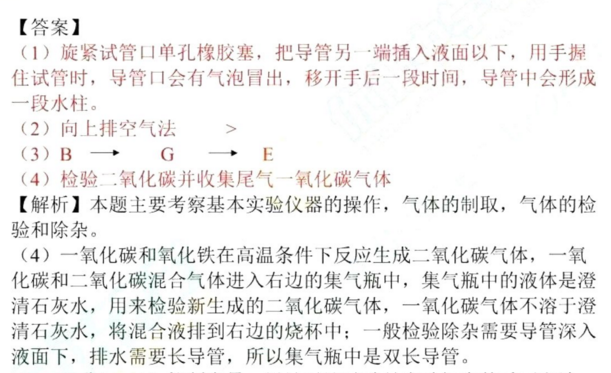 【答案】
（1）旋紧试管口单孔橡胶塞，把导管另一端插入液面以下，用手握
住试管时，导管口会有气泡冒出，移开手后一段时间，导管中会形成
一段水柱。
（2）向上排空气法 >
（3）B → G → E
（4）检验二氧化碳并收集尾气一氧化碳气体
【解析】本题主要考察基本实验仪器的操作，气体的制取，气体的检
验和除杂。
（4）一氧化碳和氧化铁在高温条件下反应生成二氧化碳气体，一氧
化碳和二氧化碳混合气体进入右边的集气瓶中，集气瓶中的液体是澄
清石灰水，用来检验新生成的二氧化碳气体，一氧化碳气体不溶于澄
清石灰水，将混合液排到右边的烧杯中；一般检验除杂需要导管深入
液面下，排水需要长导管，所以集气瓶中是双长导管。